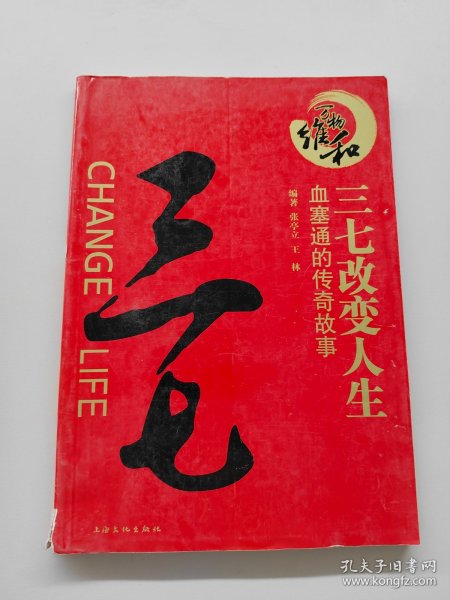 万物
维和
三七改变人生
血塞通的传奇故事
编著 张亭立 王林
三七
CHANGE LIFE
上海文化出版社
孔夫子旧书网
www.kongfz.com